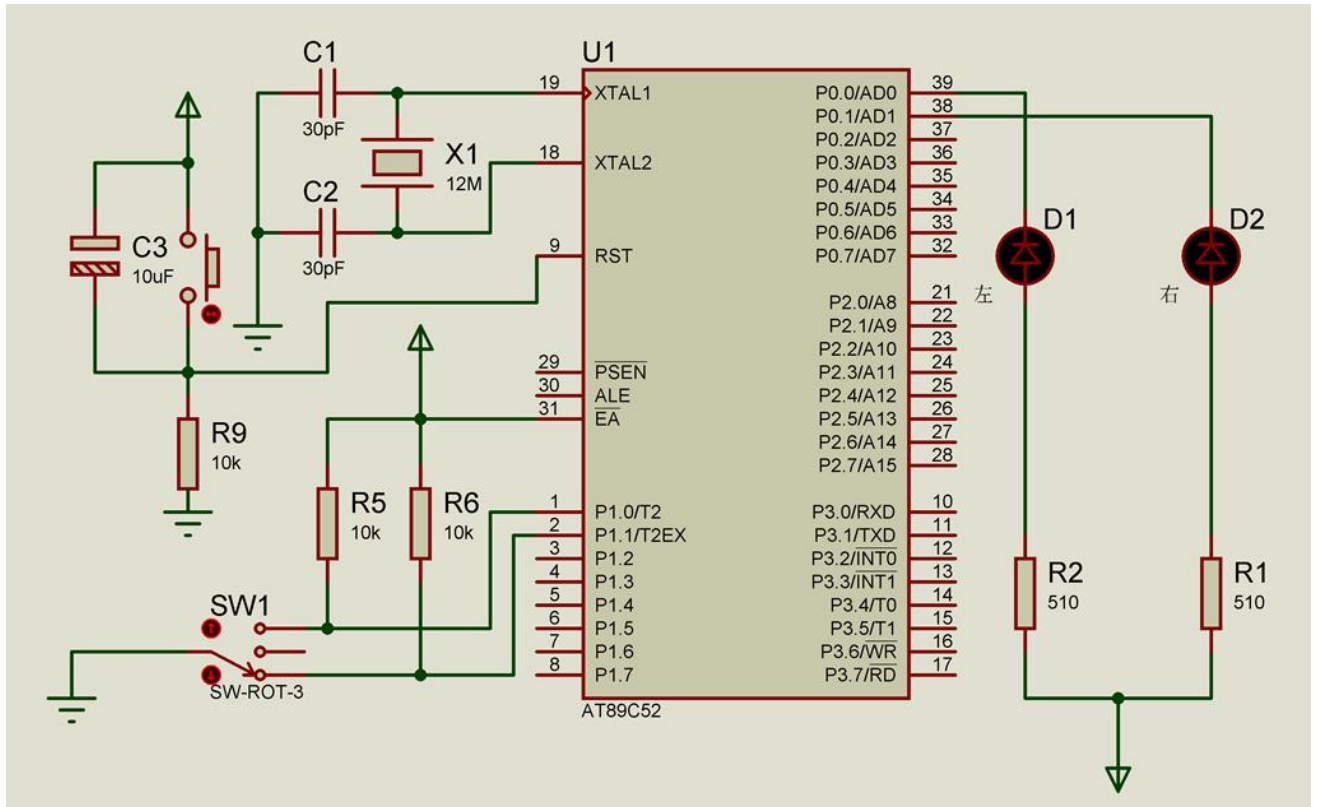 C1
30pF
C2
30pF
X1
12M
C3
10uF
R9
10k
R5
10k
R6
10k
SW1
SW-ROT-3
U1
19 XTAL1
18 XTAL2
9 RST
29 PSEN
30 ALE
31 EA
1 P1.0/T2
2 P1.1/T2EX
3 P1.2
4 P1.3
5 P1.4
6 P1.5
7 P1.6
8 P1.7
P0.0/AD0 39
P0.1/AD1 38
P0.2/AD2 37
P0.3/AD3 36
P0.4/AD4 35
P0.5/AD5 34
P0.6/AD6 33
P0.7/AD7 32
P2.0/A8 21
P2.1/A9 22
P2.2/A10 23
P2.3/A11 24
P2.4/A12 25
P2.5/A13 26
P2.6/A14 27
P2.7/A15 28
P3.0/RXD 10
P3.1/TXD 11
P3.2/INT0 12
P3.3/INT1 13
P3.4/T0 14
P3.5/T1 15
P3.6/WR 16
P3.7/RD 17
AT89C52
D1
左
D2
右
R2
510
R1
510